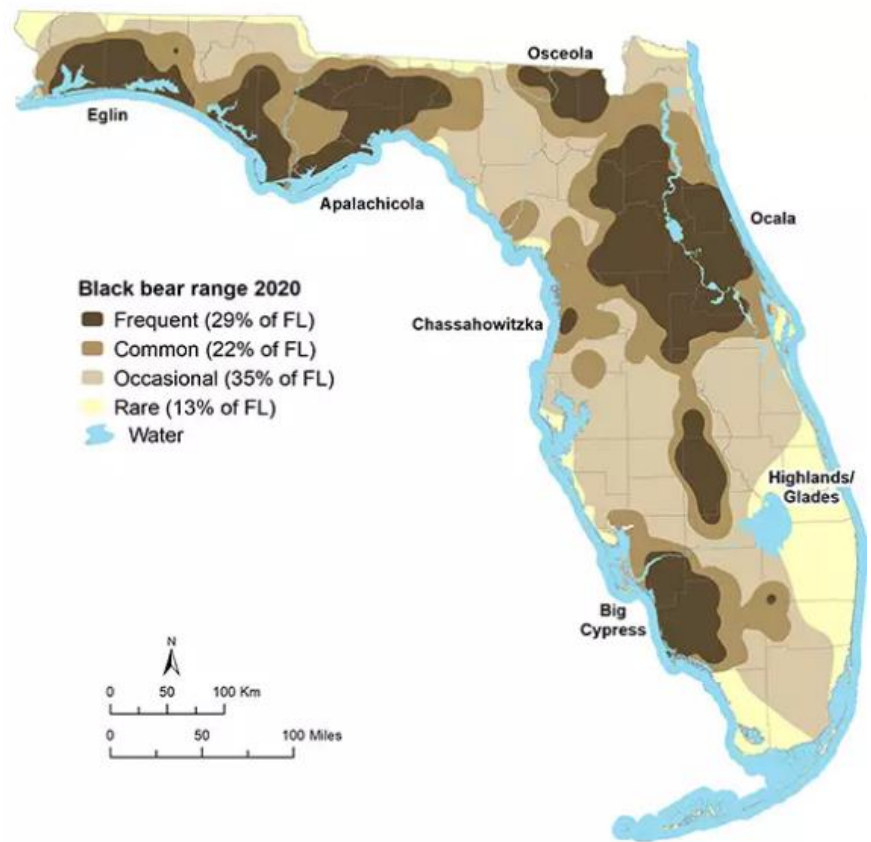 Osceola
Eglin
Apalachicola
Ocala
Black bear range 2020
Frequent (29% of FL)
Chassahowitzka
Common (22% of FL)
Occasional (35% of FL)
Rare (13% of FL)
Water
Highlands/
Glades
Big
Cypress
N
0 50 100 Km
0 50 100 Miles